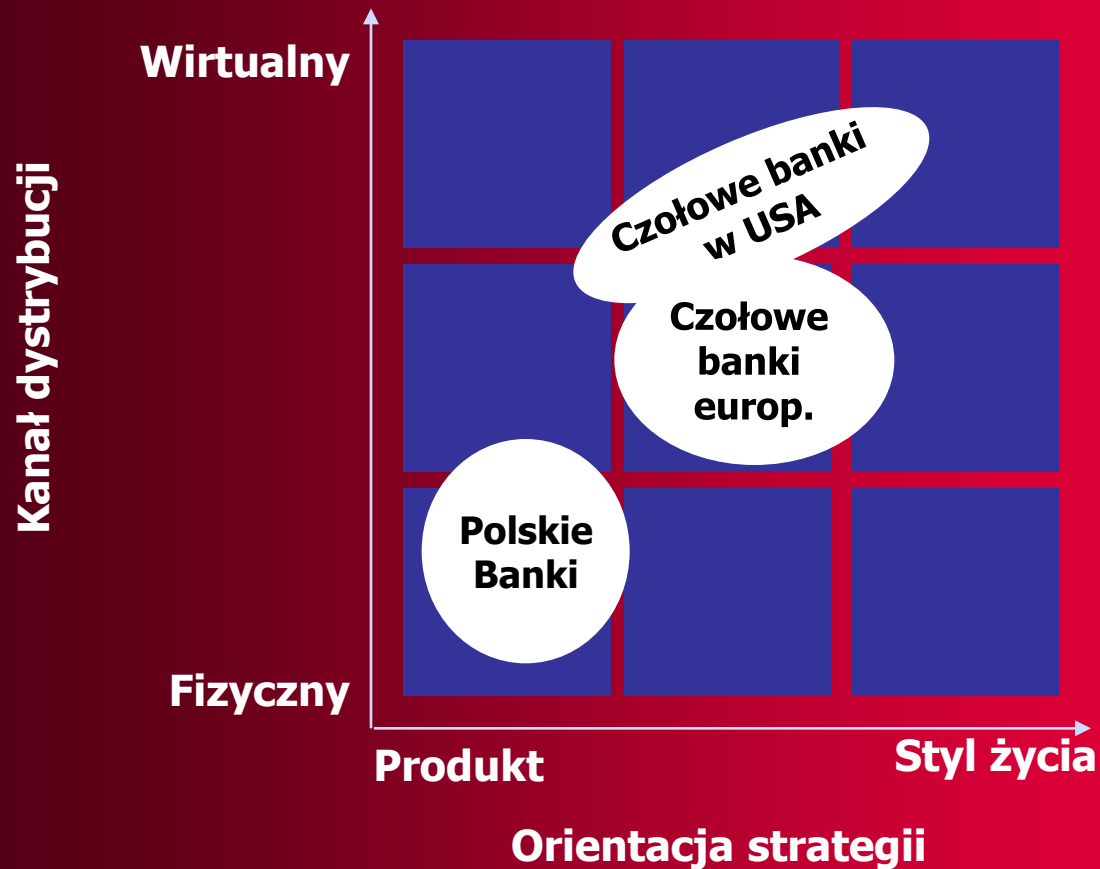 Wirtualny
Kanał dystrybucji
Czołowe banki
w USA
Czołowe
banki
europ.
Polskie
Banki
Fizyczny
Produkt
Styl życia
Orientacja strategii